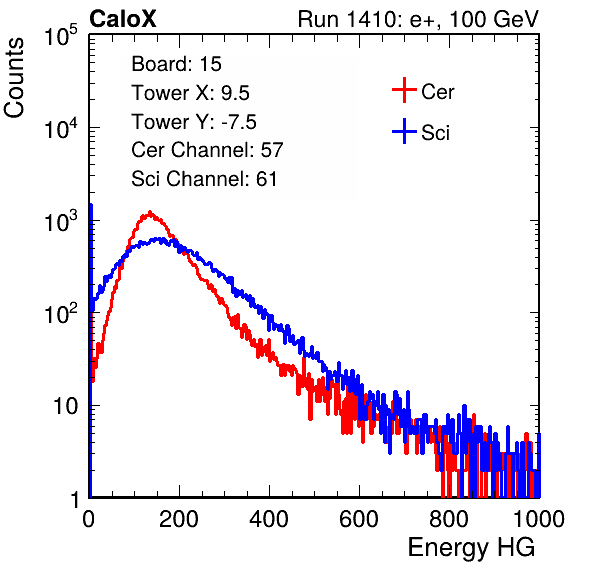 CaloX Run 1410: e+, 100 GeV
Counts
10^5
10^4
10^3
10^2
10
1
Board: 15
Tower X: 9.5
Tower Y: -7.5
Cer Channel: 57
Sci Channel: 61
Cer
Sci
0 200 400 600 800 1000
Energy HG